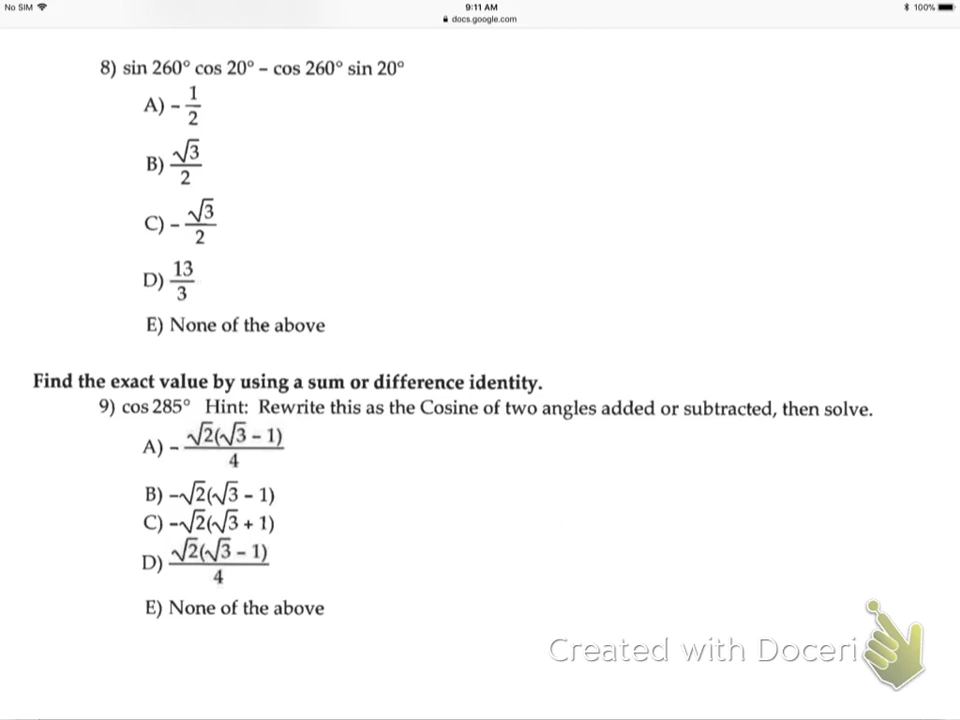 No SIM 9:11 AM 100%
docs.google.com
8) sin 260° cos 20° – cos 260° sin 20°
A) – 1/2
B) √3/2
C) – √3/2
D) 13/3
E) None of the above
Find the exact value by using a sum or difference identity.
9) cos 285° Hint: Rewrite this as the Cosine of two angles added or subtracted, then solve.
A) – √2(√3 – 1)/4
B) –√2(√3 – 1)
C) –√2(√3 + 1)
D) √2(√3 – 1)/4
E) None of the above
Created with Doceri